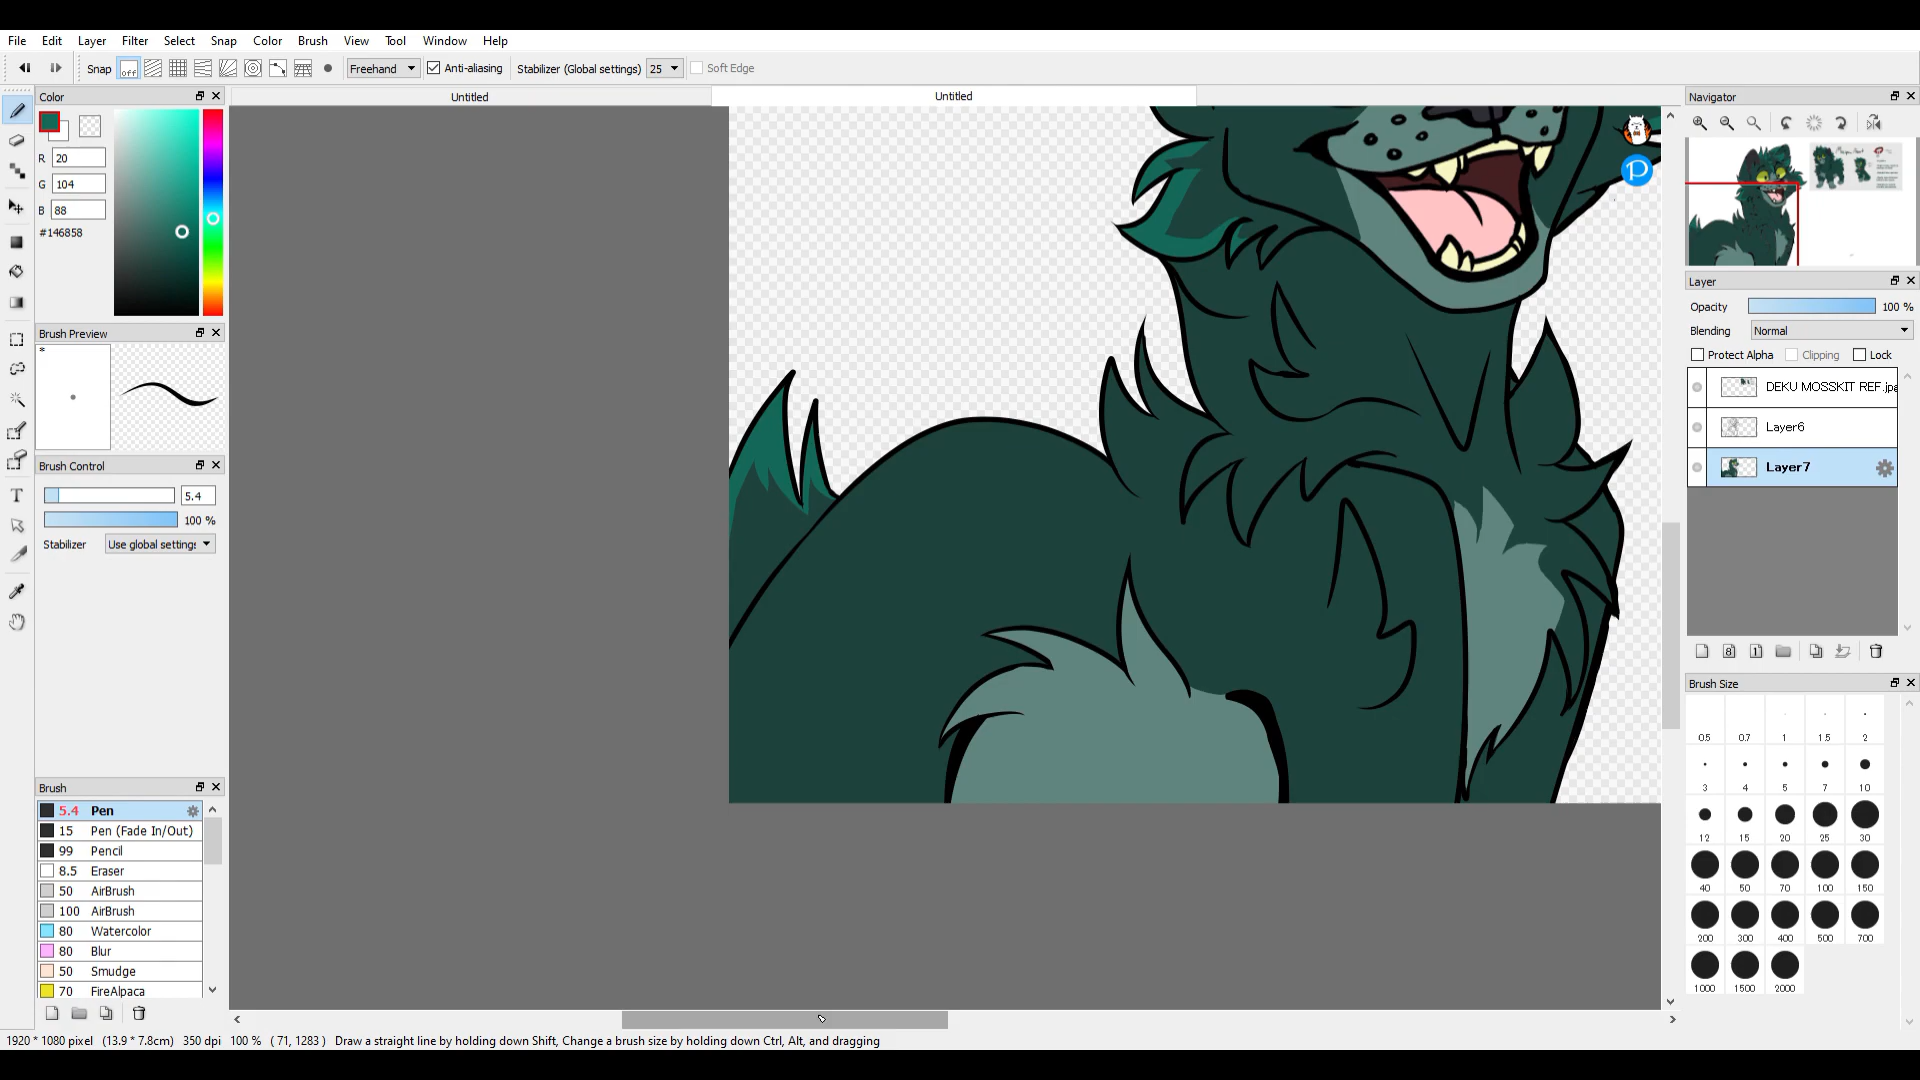 File Edit Layer Filter Select Snap Color Brush View Tool Window Help
Snap off Freehand Anti-aliasing Stabilizer (Global settings) 25 Soft Edge
Color
Untitled
Untitled
Navigator
R 20
G 104
B 88
#146858
Brush Preview
*
Brush Control
5.4
100 %
Stabilizer Use global settings
Brush
5.4 Pen
15 Pen (Fade In/Out)
99 Pencil
8.5 Eraser
50 AirBrush
100 AirBrush
80 Watercolor
80 Blur
50 Smudge
70 FireAlpaca
Layer
Opacity 100 %
Blending Normal
Protect Alpha Clipping Lock
DEKU MOSSKIT REF.jpe
Layer6
Layer7
Brush Size
0.5 0.7 1 1.5 2
3 4 5 7 10
12 15 20 25 30
40 50 70 100 150
200 300 400 500 700
1000 1500 2000
1920 * 1080 pixel (13.9 * 7.8cm) 350 dpi 100 % ( 71, 1283 ) Draw a straight line by holding down Shift, Change a brush size by holding down Ctrl, Alt, and dragging